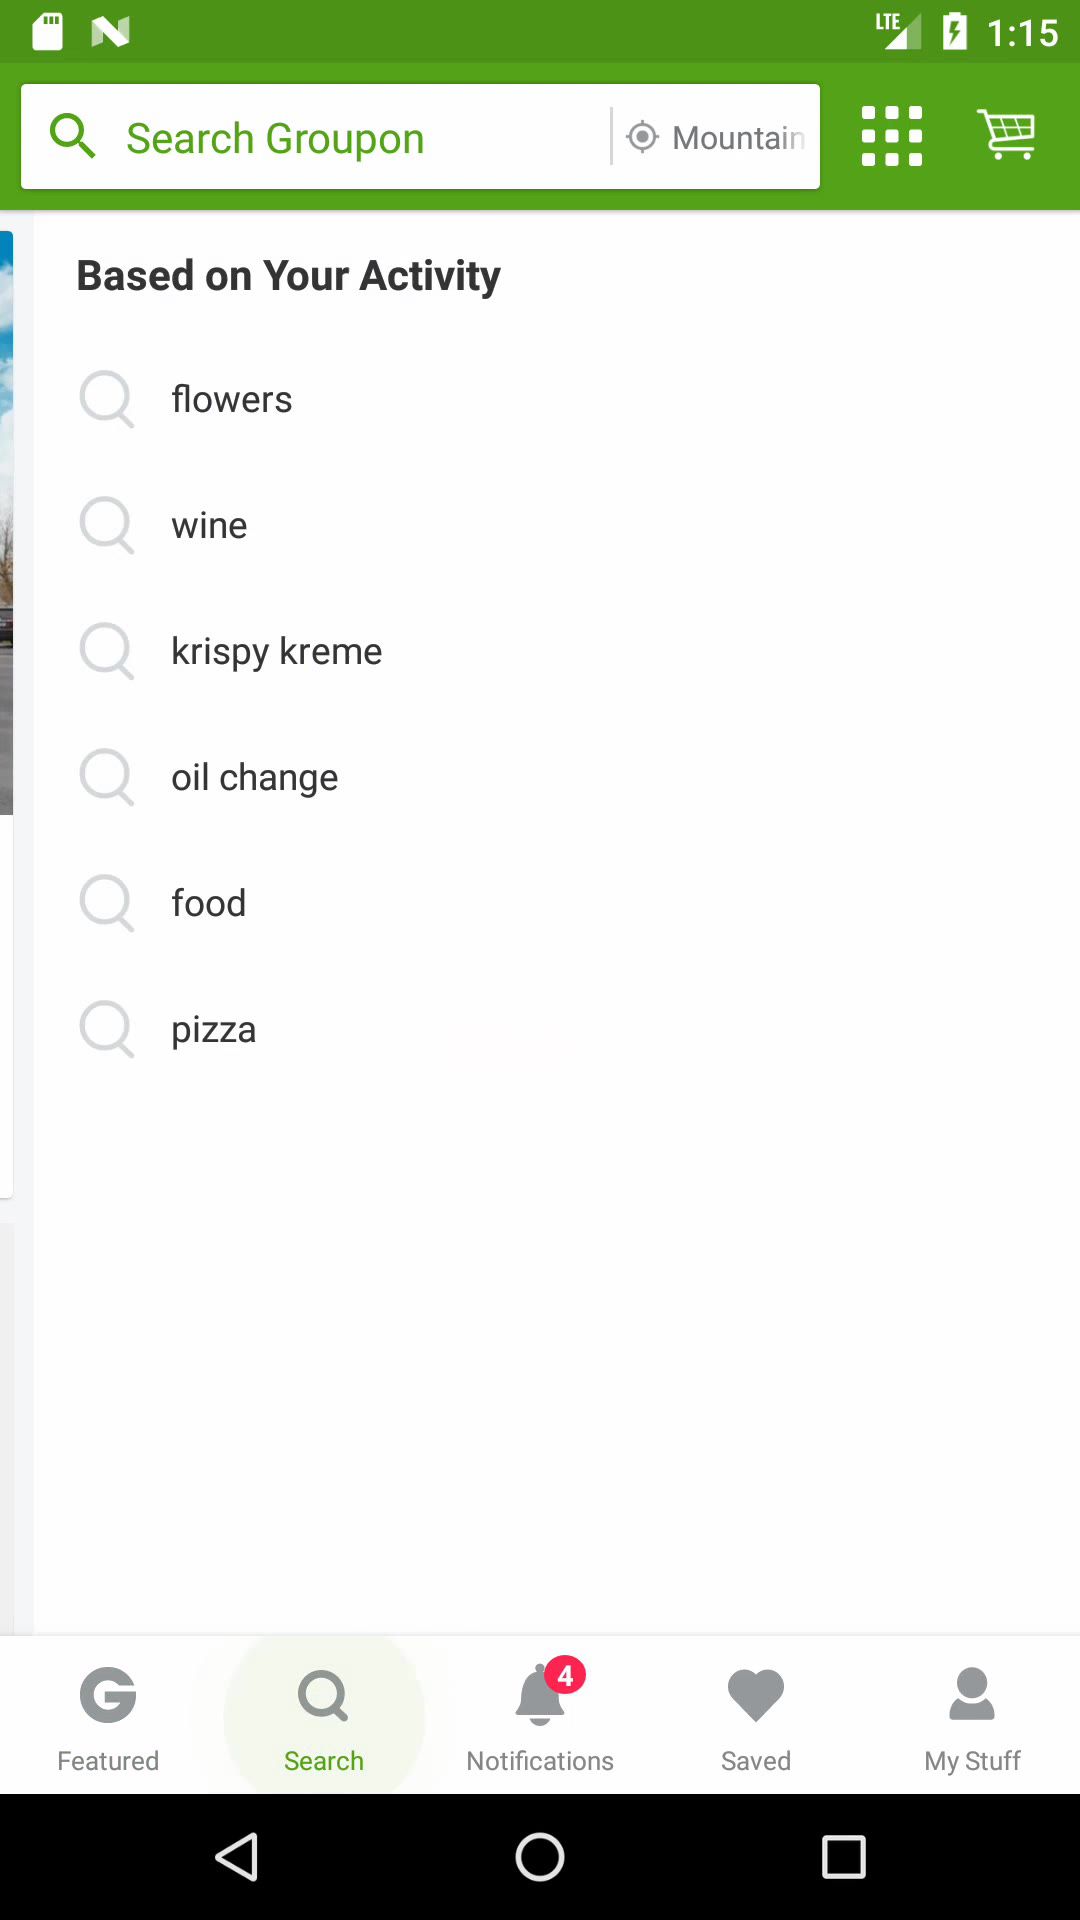 LTE 1:15
Search Groupon Mountain
Based on Your Activity
flowers
wine
krispy kreme
oil change
food
pizza
4
Featured Search Notifications Saved My Stuff